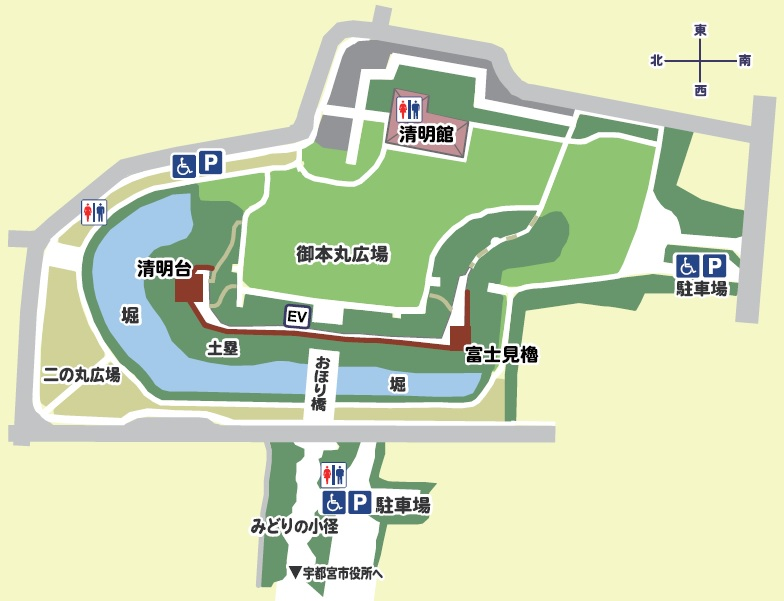 東
北 南
西
清明館
P
清明台
御本丸広場
P
駐車場
EV
堀
土塁
富士見櫓
二の丸広場
おほり橋
堀
P 駐車場
みどりの小径
▼宇都宮市役所へ